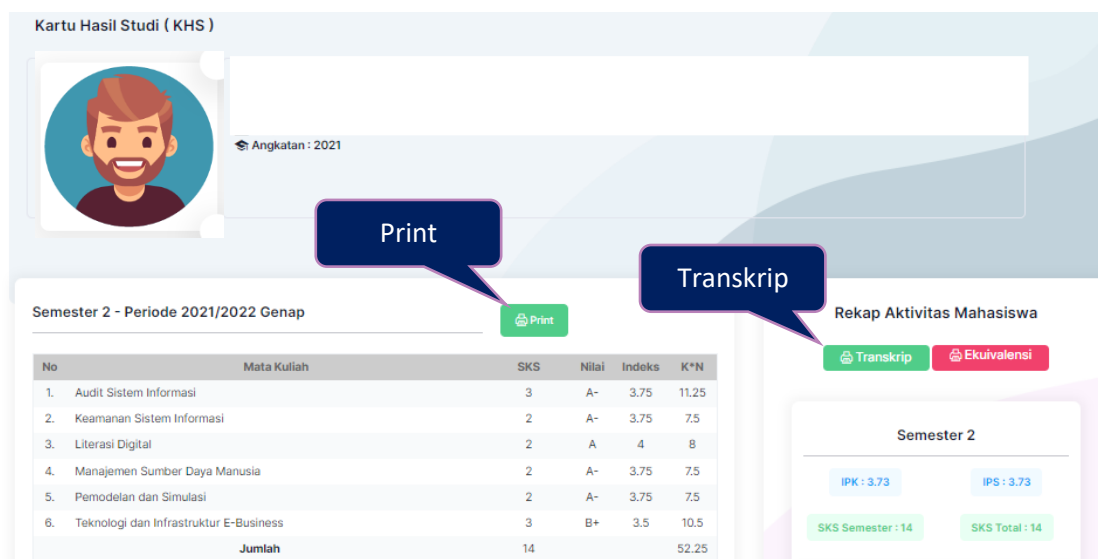 Kartu Hasil Studi ( KHS )
Angkatan : 2021
Print
Transkrip
Semester 2 - Periode 2021/2022 Genap
Print
No Mata Kuliah SKS Nilai Indeks K*N
1. Audit Sistem Informasi 3 A- 3.75 11.25
2. Keamanan Sistem Informasi 2 A- 3.75 7.5
3. Literasi Digital 2 A 4 8
4. Manajemen Sumber Daya Manusia 2 A- 3.75 7.5
5. Pemodelan dan Simulasi 2 A- 3.75 7.5
6. Teknologi dan Infrastruktur E-Business 3 B+ 3.5 10.5
Jumlah 14 52.25
Rekap Aktivitas Mahasiswa
Transkrip Ekuivalensi
Semester 2
IPK : 3.73 IPS : 3.73
SKS Semester : 14 SKS Total : 14